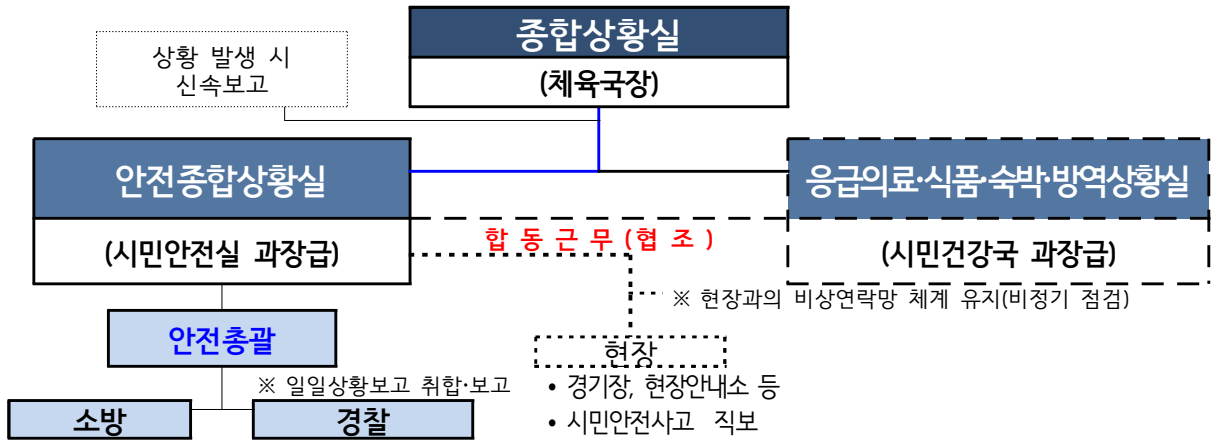 종합상황실
(체육국장)
상황 발생 시
신속보고
안전종합상황실
(시민안전실 과장급)
응급의료·식품·숙박·방역상황실
(시민건강국 과장급)
합 동 근 무 ( 협 조 )
※ 현장과의 비상연락망 체계 유지(비정기 점검)
안전총괄
현장
※ 일일상황보고 취합·보고
• 경기장, 현장안내소 등
• 시민안전사고 직보
소방
경찰